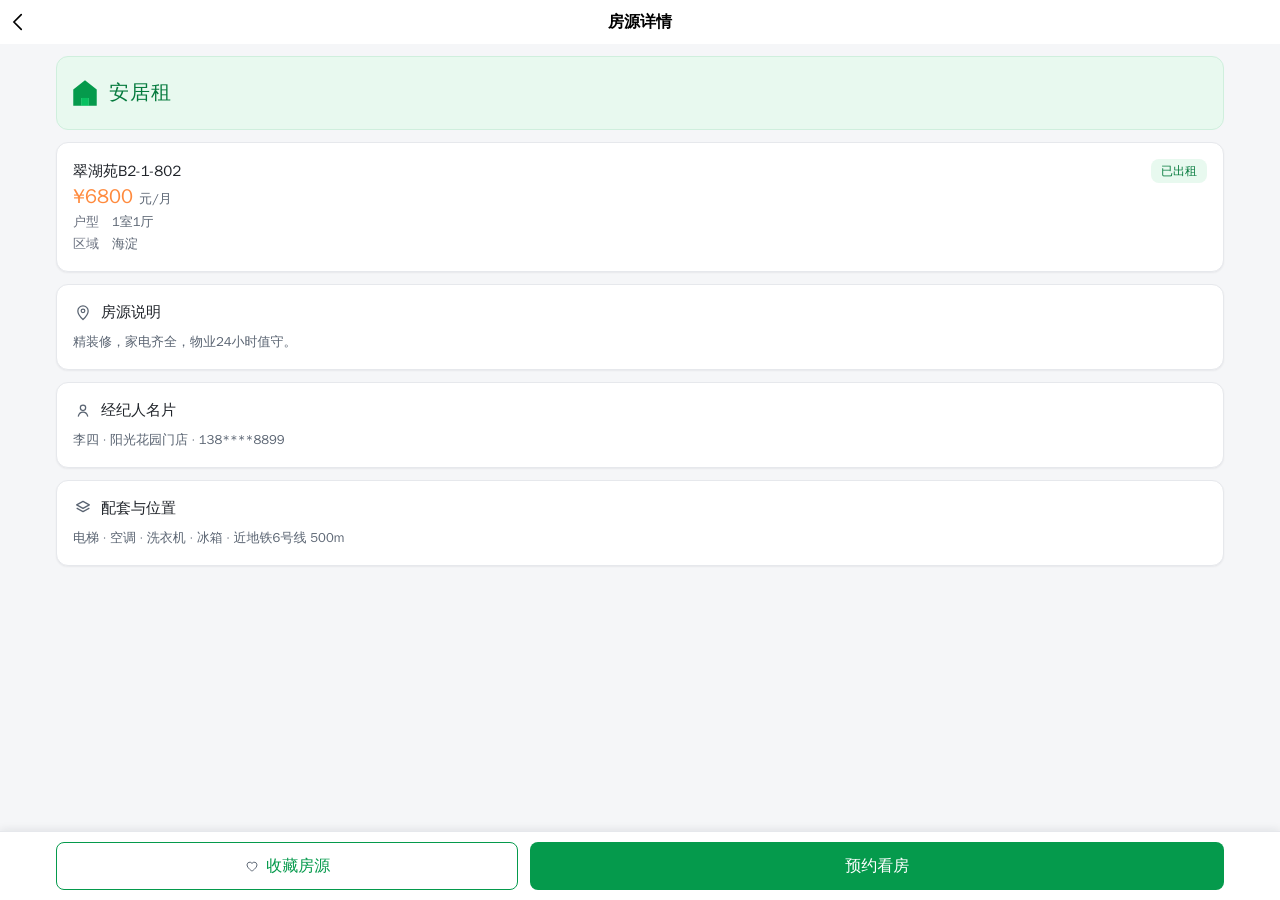 房源详情
安居租
翠湖苑B2-1-802
已出租
¥6800 元/月
户型 1室1厅
区域 海淀
房源说明
精装修，家电齐全，物业24小时值守。
经纪人名片
李四 · 阳光花园门店 · 138****8899
配套与位置
电梯 · 空调 · 洗衣机 · 冰箱 · 近地铁6号线 500m
收藏房源
预约看房